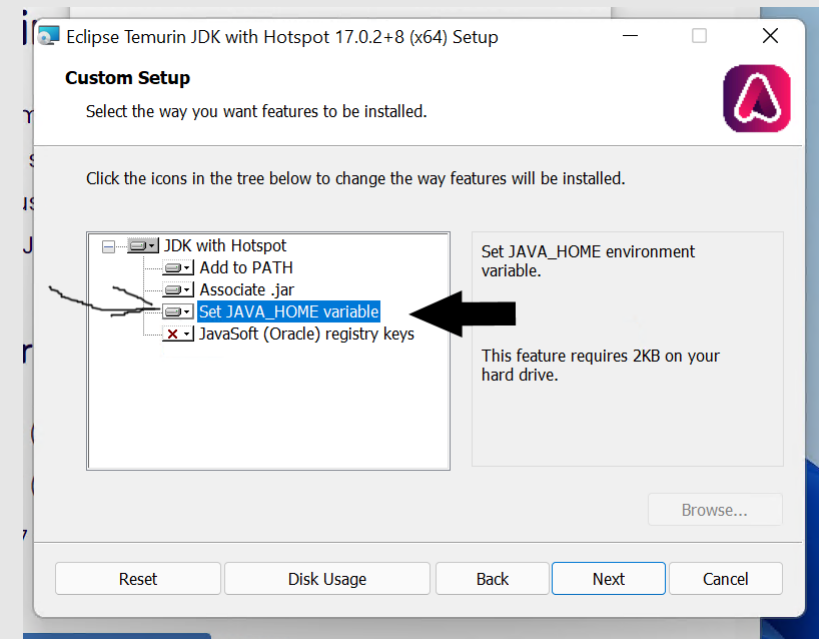 Eclipse Temurin JDK with Hotspot 17.0.2+8 (x64) Setup
Custom Setup
Select the way you want features to be installed.
Click the icons in the tree below to change the way features will be installed.
JDK with Hotspot
Add to PATH
Associate .jar
Set JAVA_HOME variable
JavaSoft (Oracle) registry keys
Set JAVA_HOME environment
variable.
This feature requires 2KB on your
hard drive.
Browse...
Reset
Disk Usage
Back
Next
Cancel